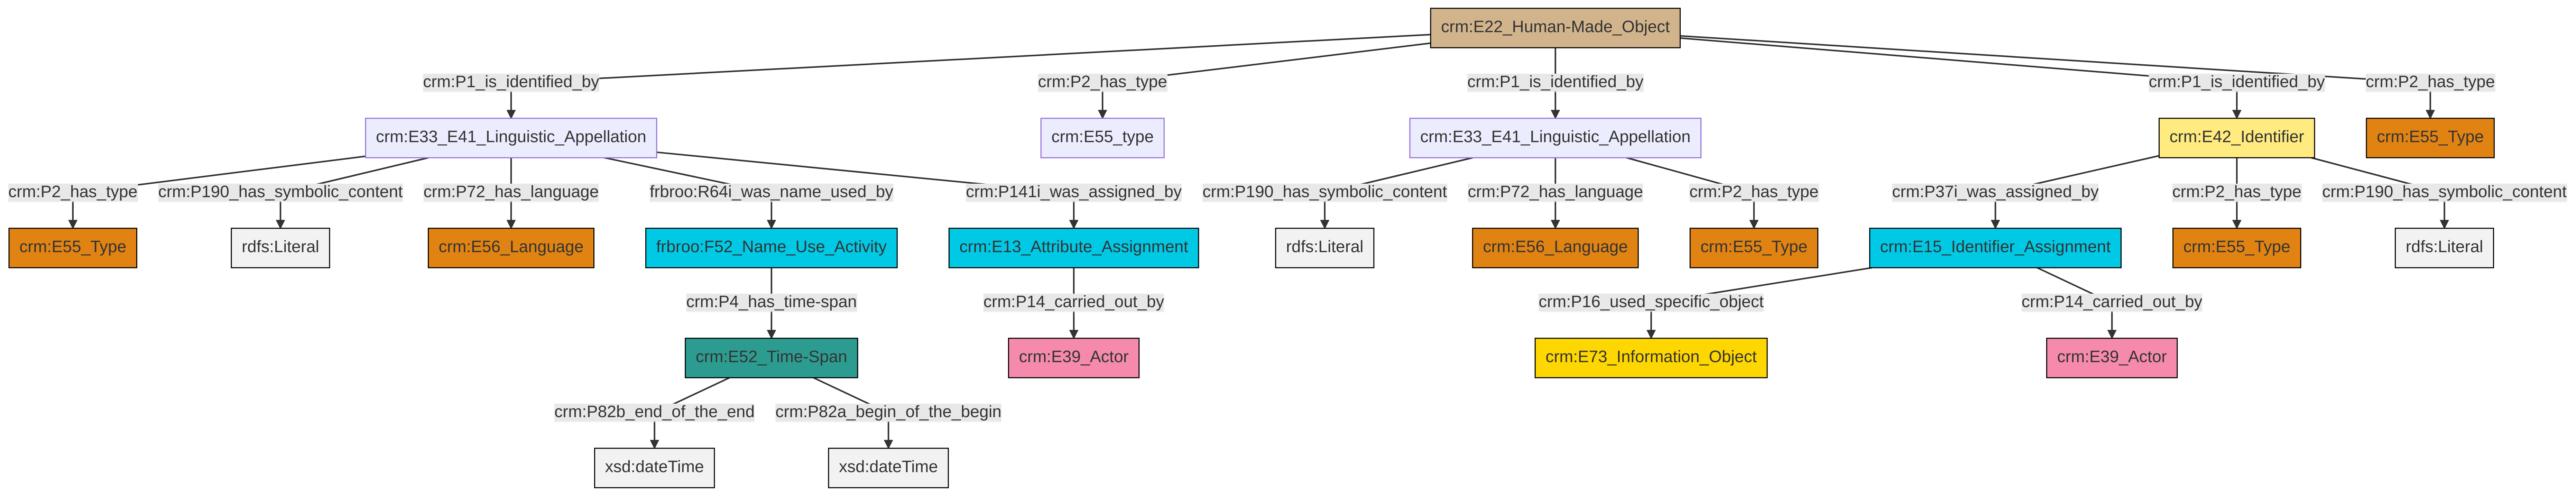 crm:E22_Human-Made_Object
crm:P1_is_identified_by
crm:P2_has_type
crm:P1_is_identified_by
crm:P1_is_identified_by
crm:P2_has_type
crm:E33_E41_Linguistic_Appellation
crm:E55_type
crm:E33_E41_Linguistic_Appellation
crm:E42_Identifier
crm:E55_Type
crm:P2_has_type
crm:P190_has_symbolic_content
crm:P72_has_language
frbroo:R64i_was_name_used_by
crm:P141i_was_assigned_by
crm:P190_has_symbolic_content
crm:P72_has_language
crm:P2_has_type
crm:P37i_was_assigned_by
crm:P2_has_type
crm:P190_has_symbolic_content
crm:E55_Type
rdfs:Literal
crm:E56_Language
frbroo:F52_Name_Use_Activity
crm:E13_Attribute_Assignment
rdfs:Literal
crm:E56_Language
crm:E55_Type
crm:E15_Identifier_Assignment
crm:E55_Type
rdfs:Literal
crm:P4_has_time-span
crm:P14_carried_out_by
crm:P16_used_specific_object
crm:P14_carried_out_by
crm:E52_Time-Span
crm:E39_Actor
crm:E73_Information_Object
crm:E39_Actor
crm:P82b_end_of_the_end
crm:P82a_begin_of_the_begin
xsd:dateTime
xsd:dateTime